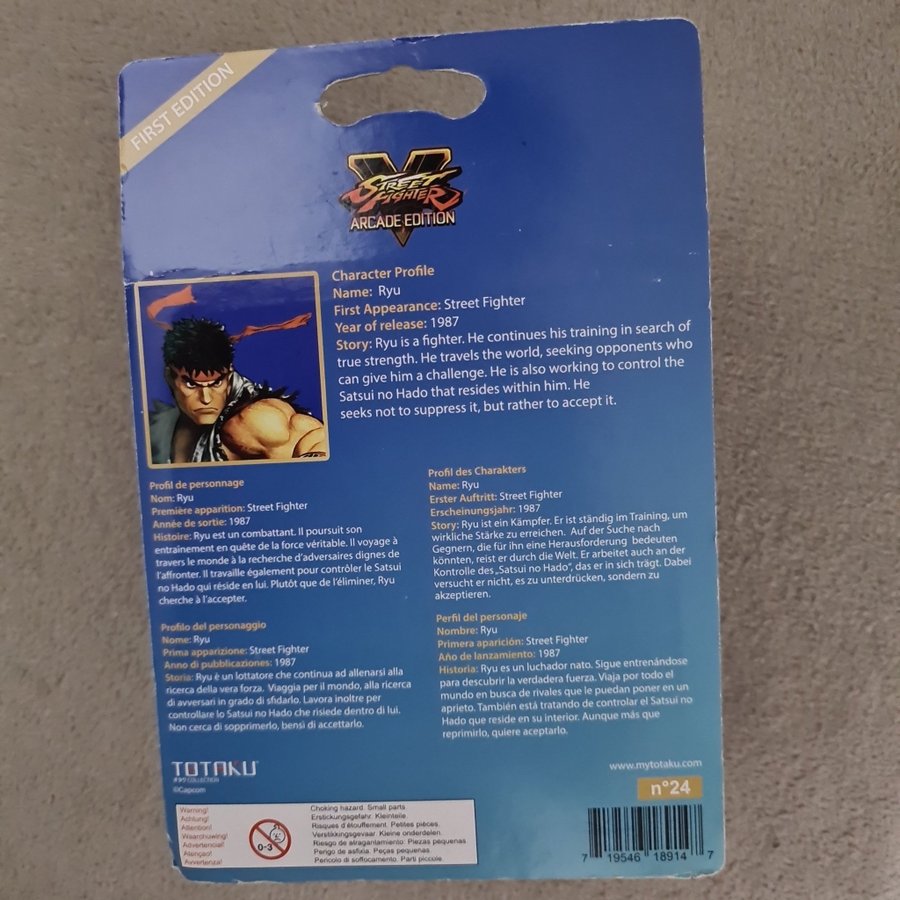 FIRST EDITION
V
STREET
FIGHTER
ARCADE EDITION
Character Profile
Name: Ryu
First Appearance: Street Fighter
Year of release: 1987
Story: Ryu is a fighter. He continues his training in search of
true strength. He travels the world, seeking opponents who
can give him a challenge. He is also working to control the
Satsui no Hado that resides within him. He
seeks not to suppress it, but rather to accept it.
Profil de personnage
Nom: Ryu
Première apparition: Street Fighter
Année de sortie: 1987
Histoire: Ryu est un combattant. Il poursuit son
entrainement en quête de la force véritable. Il voyage à
travers le monde à la recherche d'adversaires dignes de
l'affronter. Il travaille également pour contrôler le Satsui
no Hado qui réside en lui. Plutôt que de l'éliminer, Ryu
cherche à l'accepter.
Profil des Charakters
Name: Ryu
Erster Auftritt: Street Fighter
Erscheinungsjahr: 1987
Story: Ryu ist ein Kämpfer. Er ist ständig im Training, um
wirkliche Stärke zu erreichen. Auf der Suche nach
Gegnern, die für ihn eine Herausforderung bedeuten
könnten, reist er durch die Welt. Er arbeitet auch an der
Kontrolle des „Satsui no Hado“, das er in sich trägt. Dabei
versucht er nicht, es zu unterdrücken, sondern zu
akzeptieren.
Profilo del personaggio
Nome: Ryu
Prima apparizione: Street Fighter
Anno di pubblicazione: 1987
Storia: Ryu è un lottatore che continua ad allenarsi alla
ricerca della vera forza. Viaggia per il mondo, alla ricerca
di avversari in grado di sfidarlo. Lavora inoltre per
controllare lo Satsui no Hado che risiede dentro di lui.
Non cerca di sopprimerlo, bensì di accettarlo.
Perfil del personaje
Nombre: Ryu
Primera aparición: Street Fighter
Año de lanzamiento: 1987
Historia: Ryu es un luchador nato. Sigue entrenándose
para descubrir la verdadera fuerza. Viaja por todo el
mundo en busca de rivales que le puedan poner en un
aprieto. También está tratando de controlar el Satsui no
Hado que reside en su interior. Aunque más que
reprimirlo, quiere aceptarlo.
TOTAKU
COLLECTION
©Capcom
www.mytotaku.com
n°24
Warning!
Achtung!
Attention!
Waarschuwing!
Advertencia!
Atençao!
Avvertenza!
0-3
Choking hazard. Small parts
Erstickungsgefahr. Kleinteile.
Risques d'étouffement. Petites pièces.
Verstikkingsgevaar. Kleine onderdelen.
Riesgo de atragantamiento: Piezas pequenas
Perigo de asfixia. Peças pequenas
Pericolo di soffocamento. Parti piccole.
7 19546 18914 7